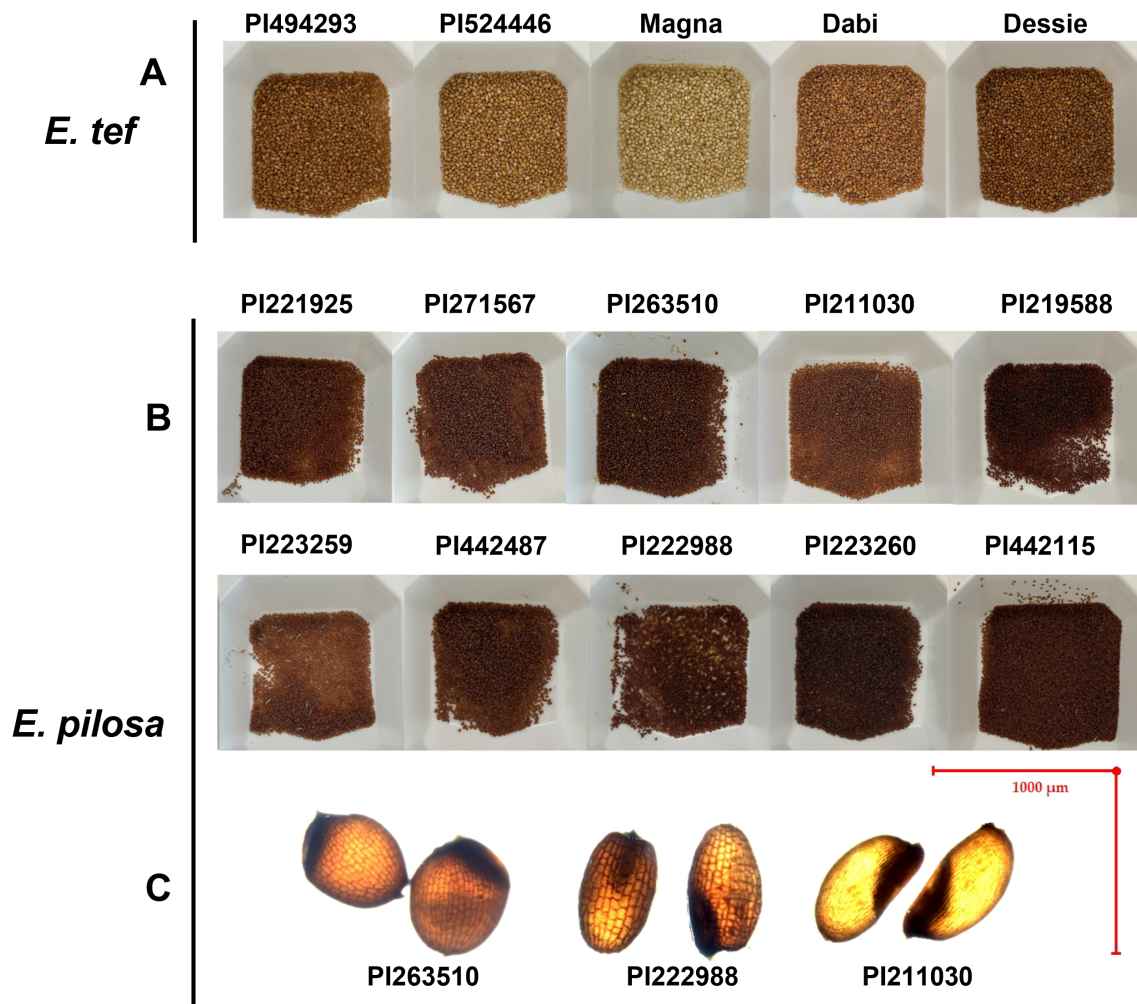 PI494293 PI524446 Magna Dabi Dessie
A
E. tef
PI221925 PI271567 PI263510 PI211030 PI219588
B
PI223259 PI442487 PI222988 PI223260 PI442115
E. pilosa
1000 µm
C
PI263510 PI222988 PI211030